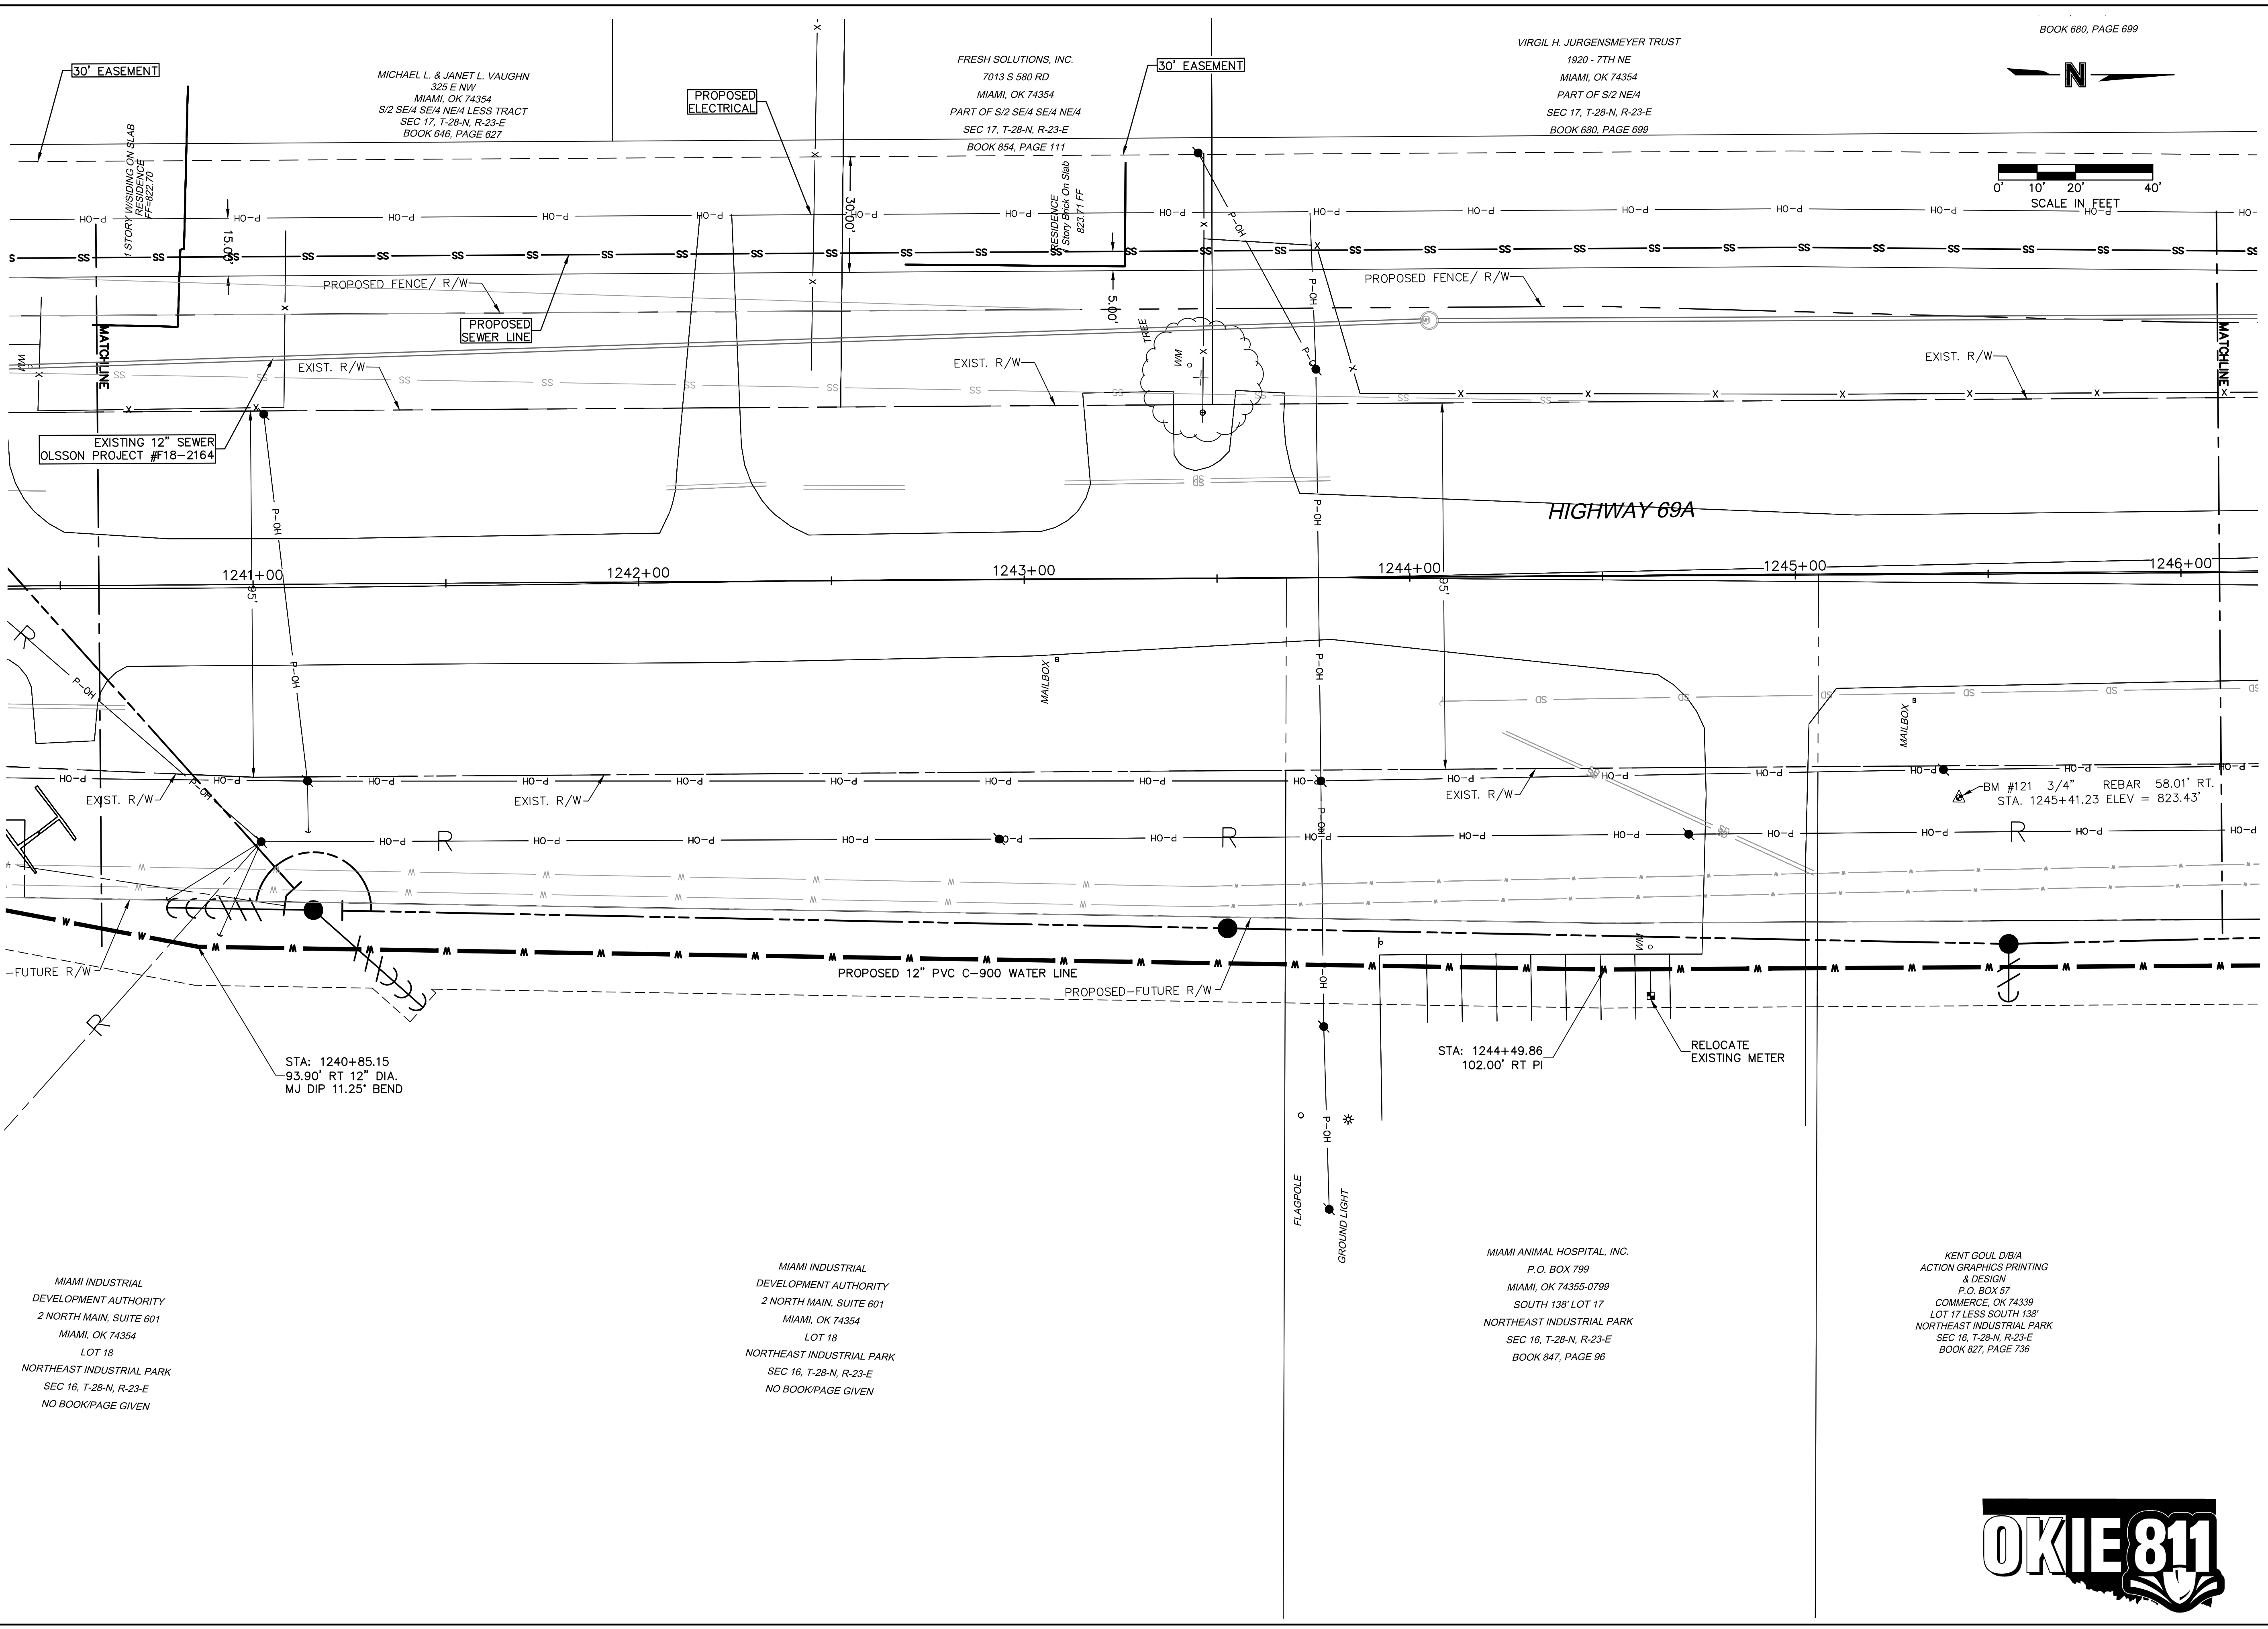 BOOK 680, PAGE 699
N
0' 10' 20' 40'
SCALE IN FEET
30' EASEMENT
MICHAEL L. & JANET L. VAUGHN
325 E NW
MIAMI, OK 74354
S/2 SE/4 SE/4 NE/4 LESS TRACT
SEC 17, T-28-N, R-23-E
BOOK 646, PAGE 627
PROPOSED
ELECTRICAL
FRESH SOLUTIONS, INC.
7013 S 580 RD
MIAMI, OK 74354
PART OF S/2 SE/4 SE/4 NE/4
SEC 17, T-28-N, R-23-E
BOOK 854, PAGE 111
30' EASEMENT
VIRGIL H. JURGENSMEYER TRUST
1920 - 7TH NE
MIAMI, OK 74354
PART OF S/2 NE/4
SEC 17, T-28-N, R-23-E
BOOK 680, PAGE 699
1 STORY W/SIDING ON SLAB
RESIDENCE
FF=822.70
15.00'
30.00'
RESIDENCE
1 Story Brick On Slab
823.71 FF
5.00'
P-OH
SS
PROPOSED FENCE/ R/W
PROPOSED
SEWER LINE
PROPOSED FENCE/ R/W
MATCHLINE
WM
EXIST. R/W
EXIST. R/W
TREE
WM
EXIST. R/W
MATCHLINE
EXISTING 12" SEWER
OLSSON PROJECT #F18-2164
SD
HIGHWAY 69A
1241+00
1242+00
1243+00
1244+00
1245+00
1246+00
95'
95'
R
P-OH
MAILBOX
MAILBOX
SD
EXIST. R/W
EXIST. R/W
EXIST. R/W
BM #121 3/4" REBAR 58.01' RT.
STA. 1245+41.23 ELEV = 823.43'
R
R
R
W
-FUTURE R/W
PROPOSED 12" PVC C-900 WATER LINE
PROPOSED-FUTURE R/W
WM
R
STA: 1240+85.15
93.90' RT 12" DIA.
MJ DIP 11.25° BEND
STA: 1244+49.86
102.00' RT PI
RELOCATE
EXISTING METER
FLAGPOLE
GROUND LIGHT
MIAMI INDUSTRIAL
DEVELOPMENT AUTHORITY
2 NORTH MAIN, SUITE 601
MIAMI, OK 74354
LOT 18
NORTHEAST INDUSTRIAL PARK
SEC 16, T-28-N, R-23-E
NO BOOK/PAGE GIVEN
MIAMI INDUSTRIAL
DEVELOPMENT AUTHORITY
2 NORTH MAIN, SUITE 601
MIAMI, OK 74354
LOT 18
NORTHEAST INDUSTRIAL PARK
SEC 16, T-28-N, R-23-E
NO BOOK/PAGE GIVEN
MIAMI ANIMAL HOSPITAL, INC.
P.O. BOX 799
MIAMI, OK 74355-0799
SOUTH 138' LOT 17
NORTHEAST INDUSTRIAL PARK
SEC 16, T-28-N, R-23-E
BOOK 847, PAGE 96
KENT GOUL D/B/A
ACTION GRAPHICS PRINTING
& DESIGN
P.O. BOX 57
COMMERCE, OK 74339
LOT 17 LESS SOUTH 138'
NORTHEAST INDUSTRIAL PARK
SEC 16, T-28-N, R-23-E
BOOK 827, PAGE 736
OKIE 811